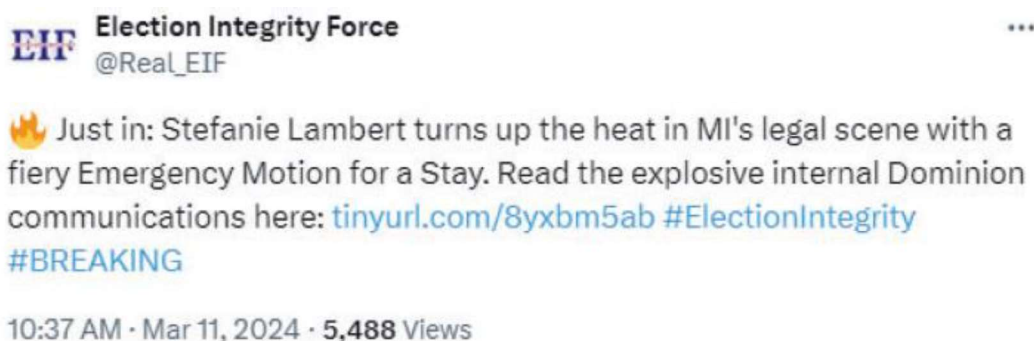 EIF
Election Integrity Force
@Real_EIF
🔥 Just in: Stefanie Lambert turns up the heat in MI's legal scene with a
fiery Emergency Motion for a Stay. Read the explosive internal Dominion
communications here: tinyurl.com/8yxbm5ab #ElectionIntegrity
#BREAKING
10:37 AM · Mar 11, 2024 · 5,488 Views